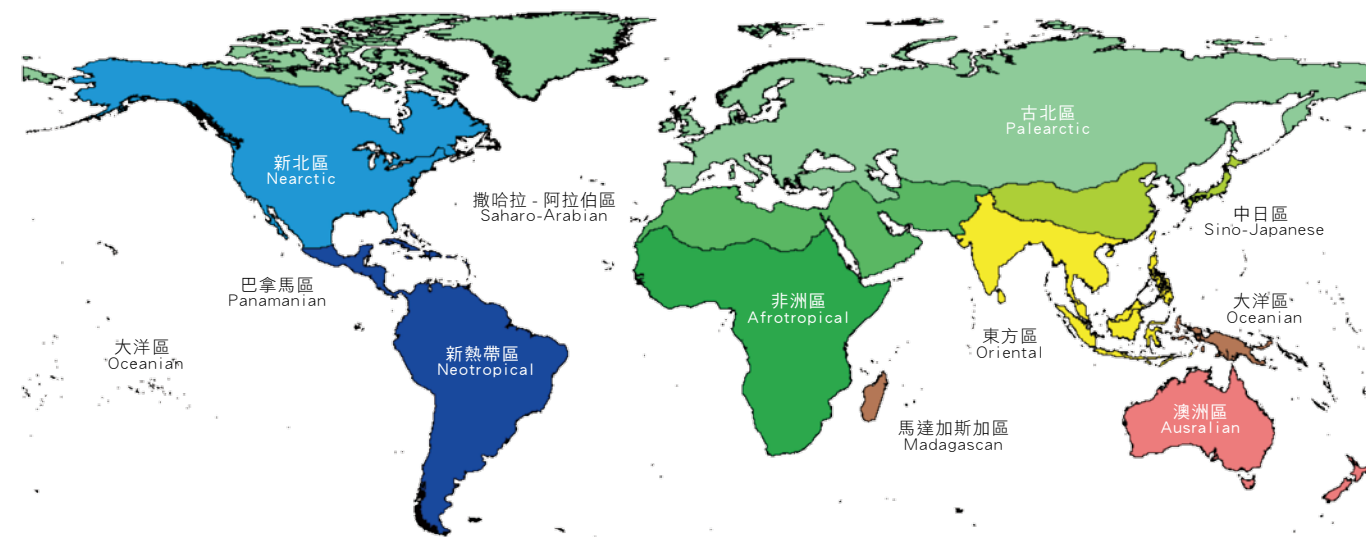 古北區
Palearctic
新北區
Nearctic
撒哈拉 - 阿拉伯區
Saharo-Arabian
中日區
Sino-Japanese
巴拿馬區
Panamanian
非洲區
Afrotropical
大洋區
Oceanian
東方區
Oriental
大洋區
Oceanian
新熱帶區
Neotropical
澳洲區
Ausralian
馬達加斯加區
Madagascan